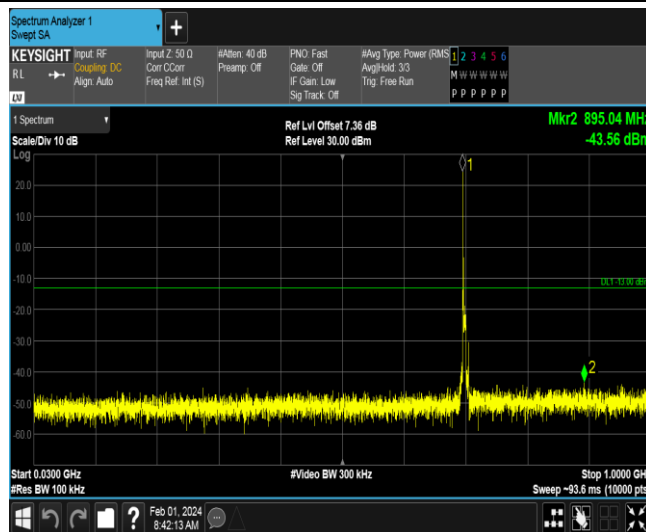 Spectrum Analyzer 1
Swept SA
+
KEYSIGHT Input: RF Input Z: 50 Ω #Atten: 40 dB PNO: Fast #Avg Type: Power (RMS 1 2 3 4 5 6
RL Coupling: DC Corr CCorr Preamp: Off Gate: Off Avg|Hold: 3/3 M W W W W W
Align: Auto Freq Ref: Int (S) IF Gain: Low Trig: Free Run
Sig Track: Off P P P P P P
LXI
1 Spectrum Ref Lvl Offset 7.36 dB Mkr2 895.04 MHz
Scale/Div 10 dB Ref Level 30.00 dBm -43.56 dBm
Log
1
20.0
10.0
0.00
-10.0
DL1 -13.00 dBm
-20.0
-30.0
-40.0
2
-50.0
-60.0
Start 0.0300 GHz #Video BW 300 kHz Stop 1.0000 GHz
#Res BW 100 kHz Sweep ~93.6 ms (10000 pts
? Feb 01, 2024
8:42:13 AM